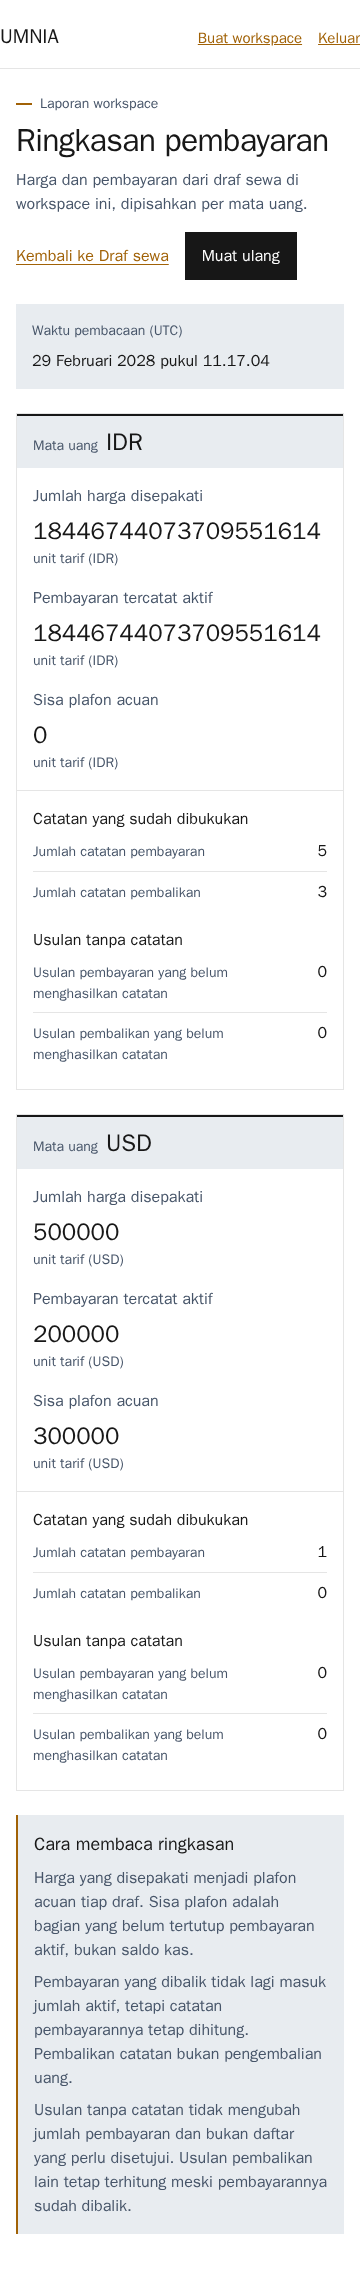 UMNIA
Buat workspace Keluar
Laporan workspace
Ringkasan pembayaran
Harga dan pembayaran dari draf sewa di
workspace ini, dipisahkan per mata uang.
Kembali ke Draf sewa
Muat ulang
Waktu pembacaan (UTC)
29 Februari 2028 pukul 11.17.04
Mata uang IDR
Jumlah harga disepakati
18446744073709551614
unit tarif (IDR)
Pembayaran tercatat aktif
18446744073709551614
unit tarif (IDR)
Sisa plafon acuan
0
unit tarif (IDR)
Catatan yang sudah dibukukan
Jumlah catatan pembayaran 5
Jumlah catatan pembalikan 3
Usulan tanpa catatan
Usulan pembayaran yang belum 0
menghasilkan catatan
Usulan pembalikan yang belum 0
menghasilkan catatan
Mata uang USD
Jumlah harga disepakati
500000
unit tarif (USD)
Pembayaran tercatat aktif
200000
unit tarif (USD)
Sisa plafon acuan
300000
unit tarif (USD)
Catatan yang sudah dibukukan
Jumlah catatan pembayaran 1
Jumlah catatan pembalikan 0
Usulan tanpa catatan
Usulan pembayaran yang belum 0
menghasilkan catatan
Usulan pembalikan yang belum 0
menghasilkan catatan
Cara membaca ringkasan
Harga yang disepakati menjadi plafon
acuan tiap draf. Sisa plafon adalah
bagian yang belum tertutup pembayaran
aktif, bukan saldo kas.
Pembayaran yang dibalik tidak lagi masuk
jumlah aktif, tetapi catatan
pembayarannya tetap dihitung.
Pembalikan catatan bukan pengembalian
uang.
Usulan tanpa catatan tidak mengubah
jumlah pembayaran dan bukan daftar
yang perlu disetujui. Usulan pembalikan
lain tetap terhitung meski pembayarannya
sudah dibalik.